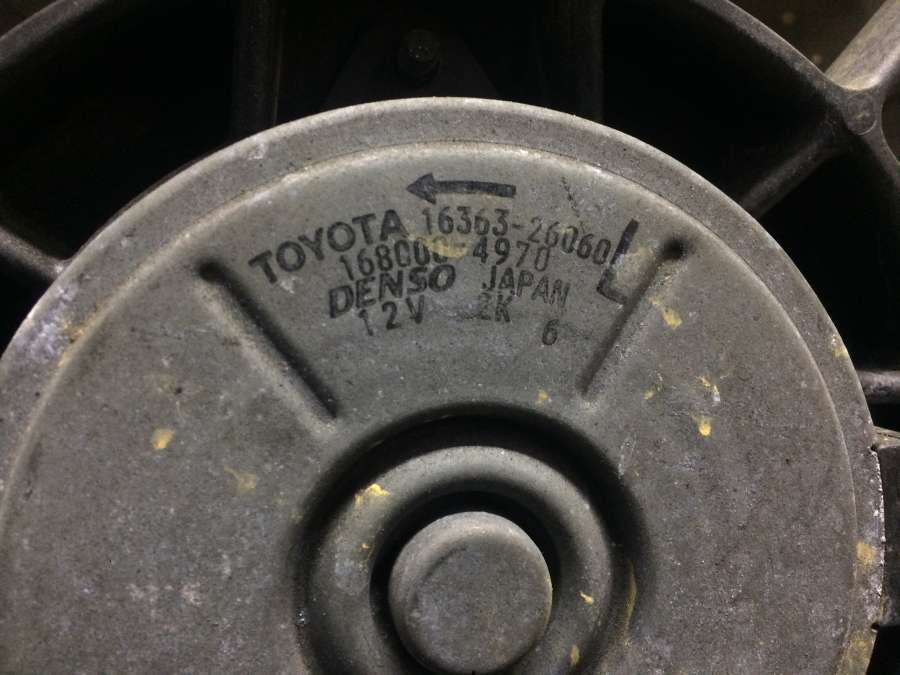 TOYOTA 16363-26060 L
168000-4970
DENSO JAPAN
12V 2K 6